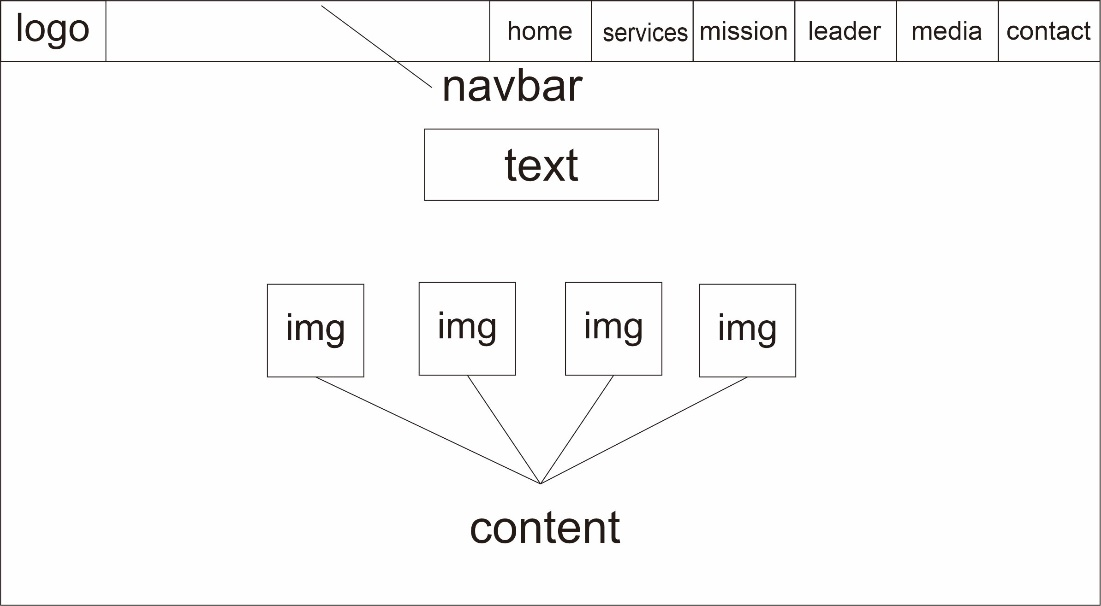 logo
home
services
mission
leader
media
contact
navbar
text
img
img
img
img
content